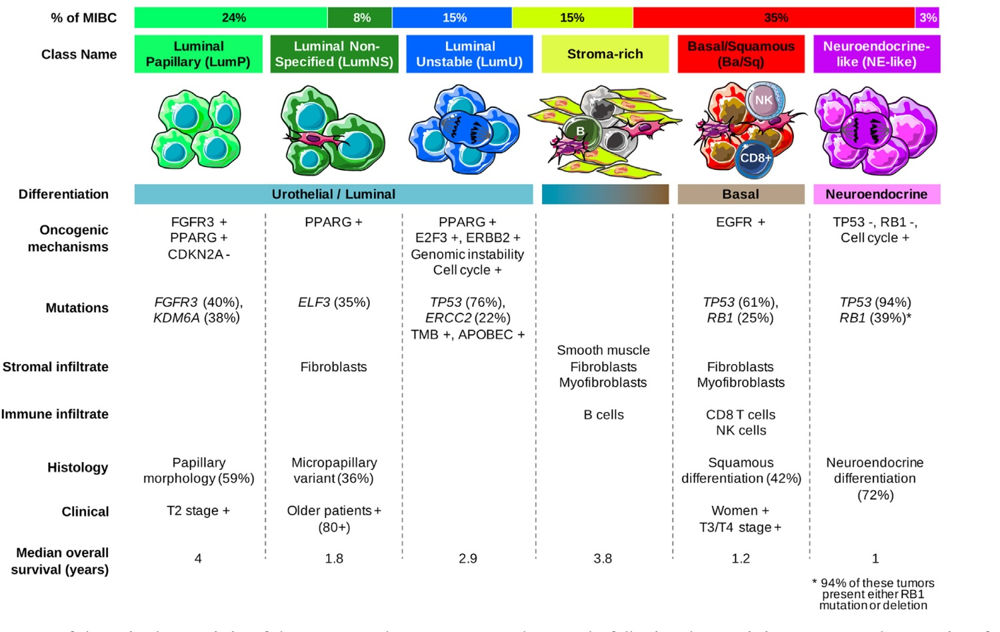 % of MIBC 24% 8% 15% 15% 35% 3%
Class Name
Luminal Papillary (LumP)
Luminal Non-Specified (LumNS)
Luminal Unstable (LumU)
Stroma-rich
Basal/Squamous (Ba/Sq)
Neuroendocrine-like (NE-like)
B
NK
CD8+
Differentiation
Urothelial / Luminal
Basal
Neuroendocrine
Oncogenic
mechanisms
FGFR3 +
PPARG +
CDKN2A -
PPARG +
PPARG +
E2F3 +, ERBB2 +
Genomic instability
Cell cycle +
EGFR +
TP53 -, RB1 -,
Cell cycle +
Mutations
FGFR3 (40%),
KDM6A (38%)
ELF3 (35%)
TP53 (76%),
ERCC2 (22%)
TMB +, APOBEC +
TP53 (61%),
RB1 (25%)
TP53 (94%)
RB1 (39%)*
Stromal infiltrate
Fibroblasts
Smooth muscle
Fibroblasts
Myofibroblasts
Fibroblasts
Myofibroblasts
Immune infiltrate
B cells
CD8 T cells
NK cells
Histology
Papillary
morphology (59%)
Micropapillary
variant (36%)
Squamous
differentiation (42%)
Neuroendocrine
differentiation
(72%)
Clinical
T2 stage +
Older patients +
(80+)
Women +
T3/T4 stage +
Median overall
survival (years)
4
1.8
2.9
3.8
1.2
1
* 94% of these tumors
present either RB1
mutation or deletion